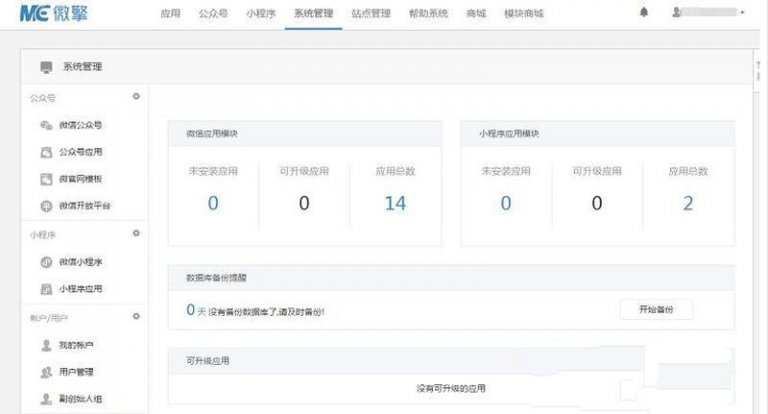 ME微擎 应用 公众号 小程序 系统管理 站点管理 帮助系统 商城 模块商城
系统管理
公众号
微信公众号
公众号应用
微官网模板
微信开放平台
小程序
微信小程序
小程序应用
帐户/用户
我的帐户
用户管理
副创始人组
微信应用模块
未安装应用 可升级应用 应用总数
0 0 14
小程序应用模块
未安装应用 可升级应用 应用总数
0 0 2
数据库备份提醒
0 天 没有备份数据库了,请及时备份!
开始备份
可升级应用
没有可升级的应用